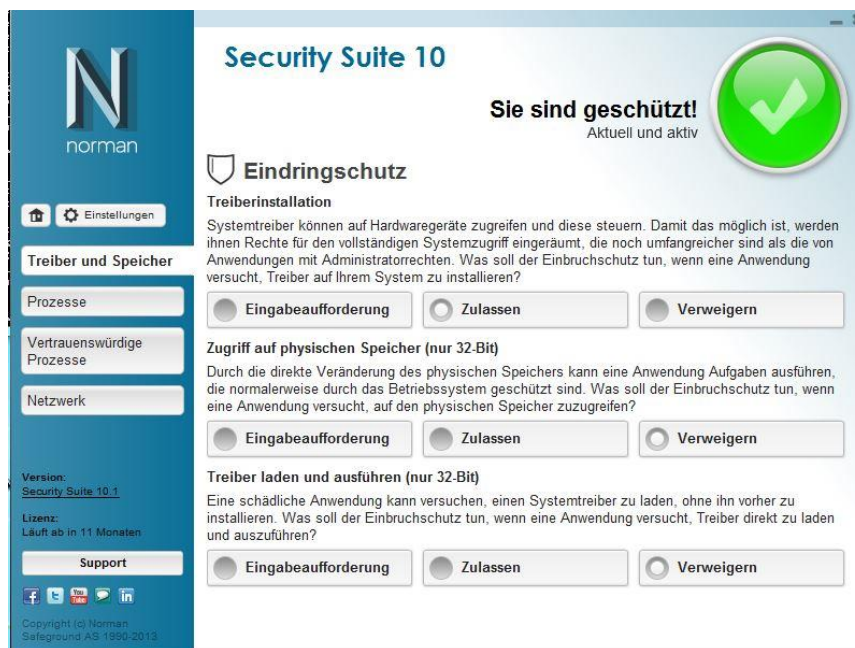 Security Suite 10
Sie sind geschützt!
Aktuell und aktiv
N
norman
Einstellungen
Treiber und Speicher
Prozesse
Vertrauenswürdige
Prozesse
Netzwerk
Version:
Security Suite 10.1
Lizenz:
Läuft ab in 11 Monaten
Support
f
t
You
Tube
in
Copyright (c) Norman
Safeground AS 1990-2013
Eindringschutz
Treiberinstallation
Systemtreiber können auf Hardwaregeräte zugreifen und diese steuern. Damit das möglich ist, werden
ihnen Rechte für den vollständigen Systemzugriff eingeräumt, die noch umfangreicher sind als die von
Anwendungen mit Administratorrechten. Was soll der Einbruchschutz tun, wenn eine Anwendung
versucht, Treiber auf Ihrem System zu installieren?
Eingabeaufforderung Zulassen Verweigern
Zugriff auf physischen Speicher (nur 32-Bit)
Durch die direkte Veränderung des physischen Speichers kann eine Anwendung Aufgaben ausführen,
die normalerweise durch das Betriebssystem geschützt sind. Was soll der Einbruchschutz tun, wenn
eine Anwendung versucht, auf den physischen Speicher zuzugreifen?
Eingabeaufforderung Zulassen Verweigern
Treiber laden und ausführen (nur 32-Bit)
Eine schädliche Anwendung kann versuchen, einen Systemtreiber zu laden, ohne ihn vorher zu
installieren. Was soll der Einbruchschutz tun, wenn eine Anwendung versucht, Treiber direkt zu laden
und auszuführen?
Eingabeaufforderung Zulassen Verweigern